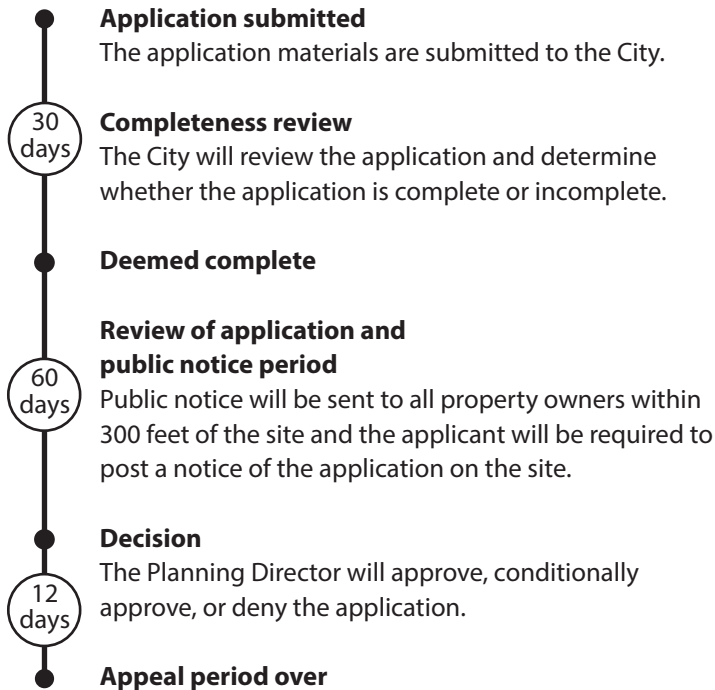 Application submitted
The application materials are submitted to the City.
30
days
Completeness review
The City will review the application and determine
whether the application is complete or incomplete.
Deemed complete
Review of application and
public notice period
60
days
Public notice will be sent to all property owners within
300 feet of the site and the applicant will be required to
post a notice of the application on the site.
Decision
The Planning Director will approve, conditionally
approve, or deny the application.
12
days
Appeal period over